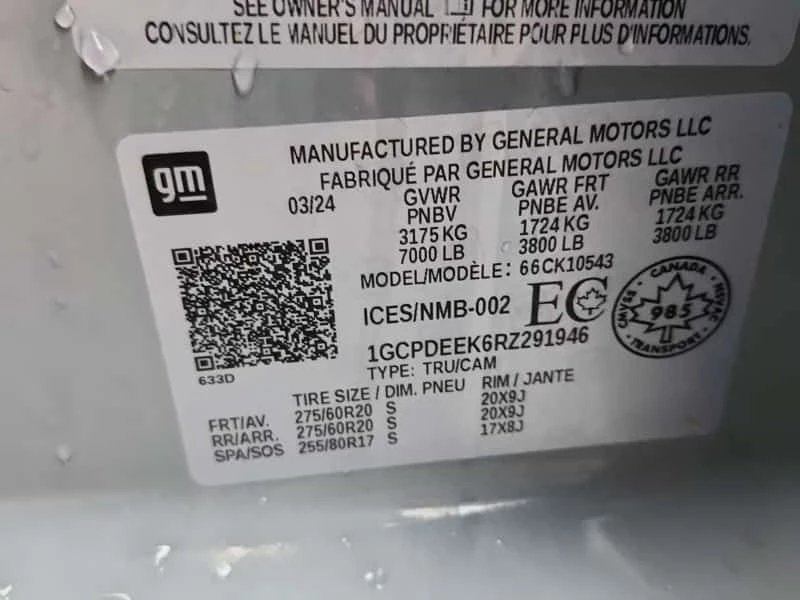 SEE OWNER'S MANUAL FOR MORE INFORMATION
CONSULTEZ LE MANUEL DU PROPRIÉTAIRE POUR PLUS D'INFORMATIONS.
gm
MANUFACTURED BY GENERAL MOTORS LLC
FABRIQUÉ PAR GENERAL MOTORS LLC
03/24 GVWR GAWR FRT GAWR RR
PNBV PNBE AV. PNBE ARR.
3175 KG 1724 KG 1724 KG
7000 LB 3800 LB 3800 LB
MODEL/MODÈLE: 66CK10543
ICES/NMB-002 EC
CANADA
CMVSS 985 NSVAC
TRANSPORT
1GCPDEEK6RZ291946
TYPE: TRU/CAM
633D
TIRE SIZE / DIM. PNEU RIM / JANTE
FRT/AV. 275/60R20 S 20X9J
RR/ARR. 275/60R20 S 20X9J
SPA/SOS 255/80R17 S 17X8J